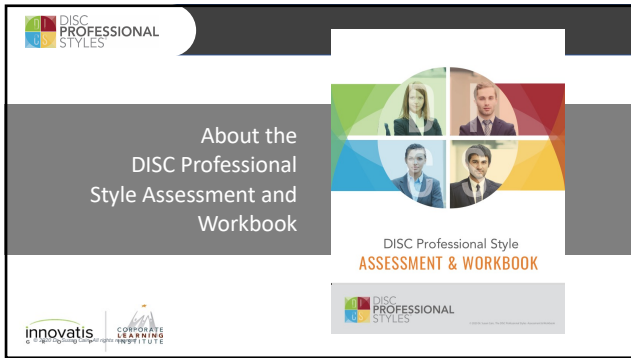 DISC
PROFESSIONAL
STYLES
About the
DISC Professional
Style Assessment and
Workbook
D I
C S
DISC Professional Style
ASSESSMENT & WORKBOOK
DISC
PROFESSIONAL
STYLES
innovatis
GROUP
CORPORATE
LEARNING
INSTITUTE